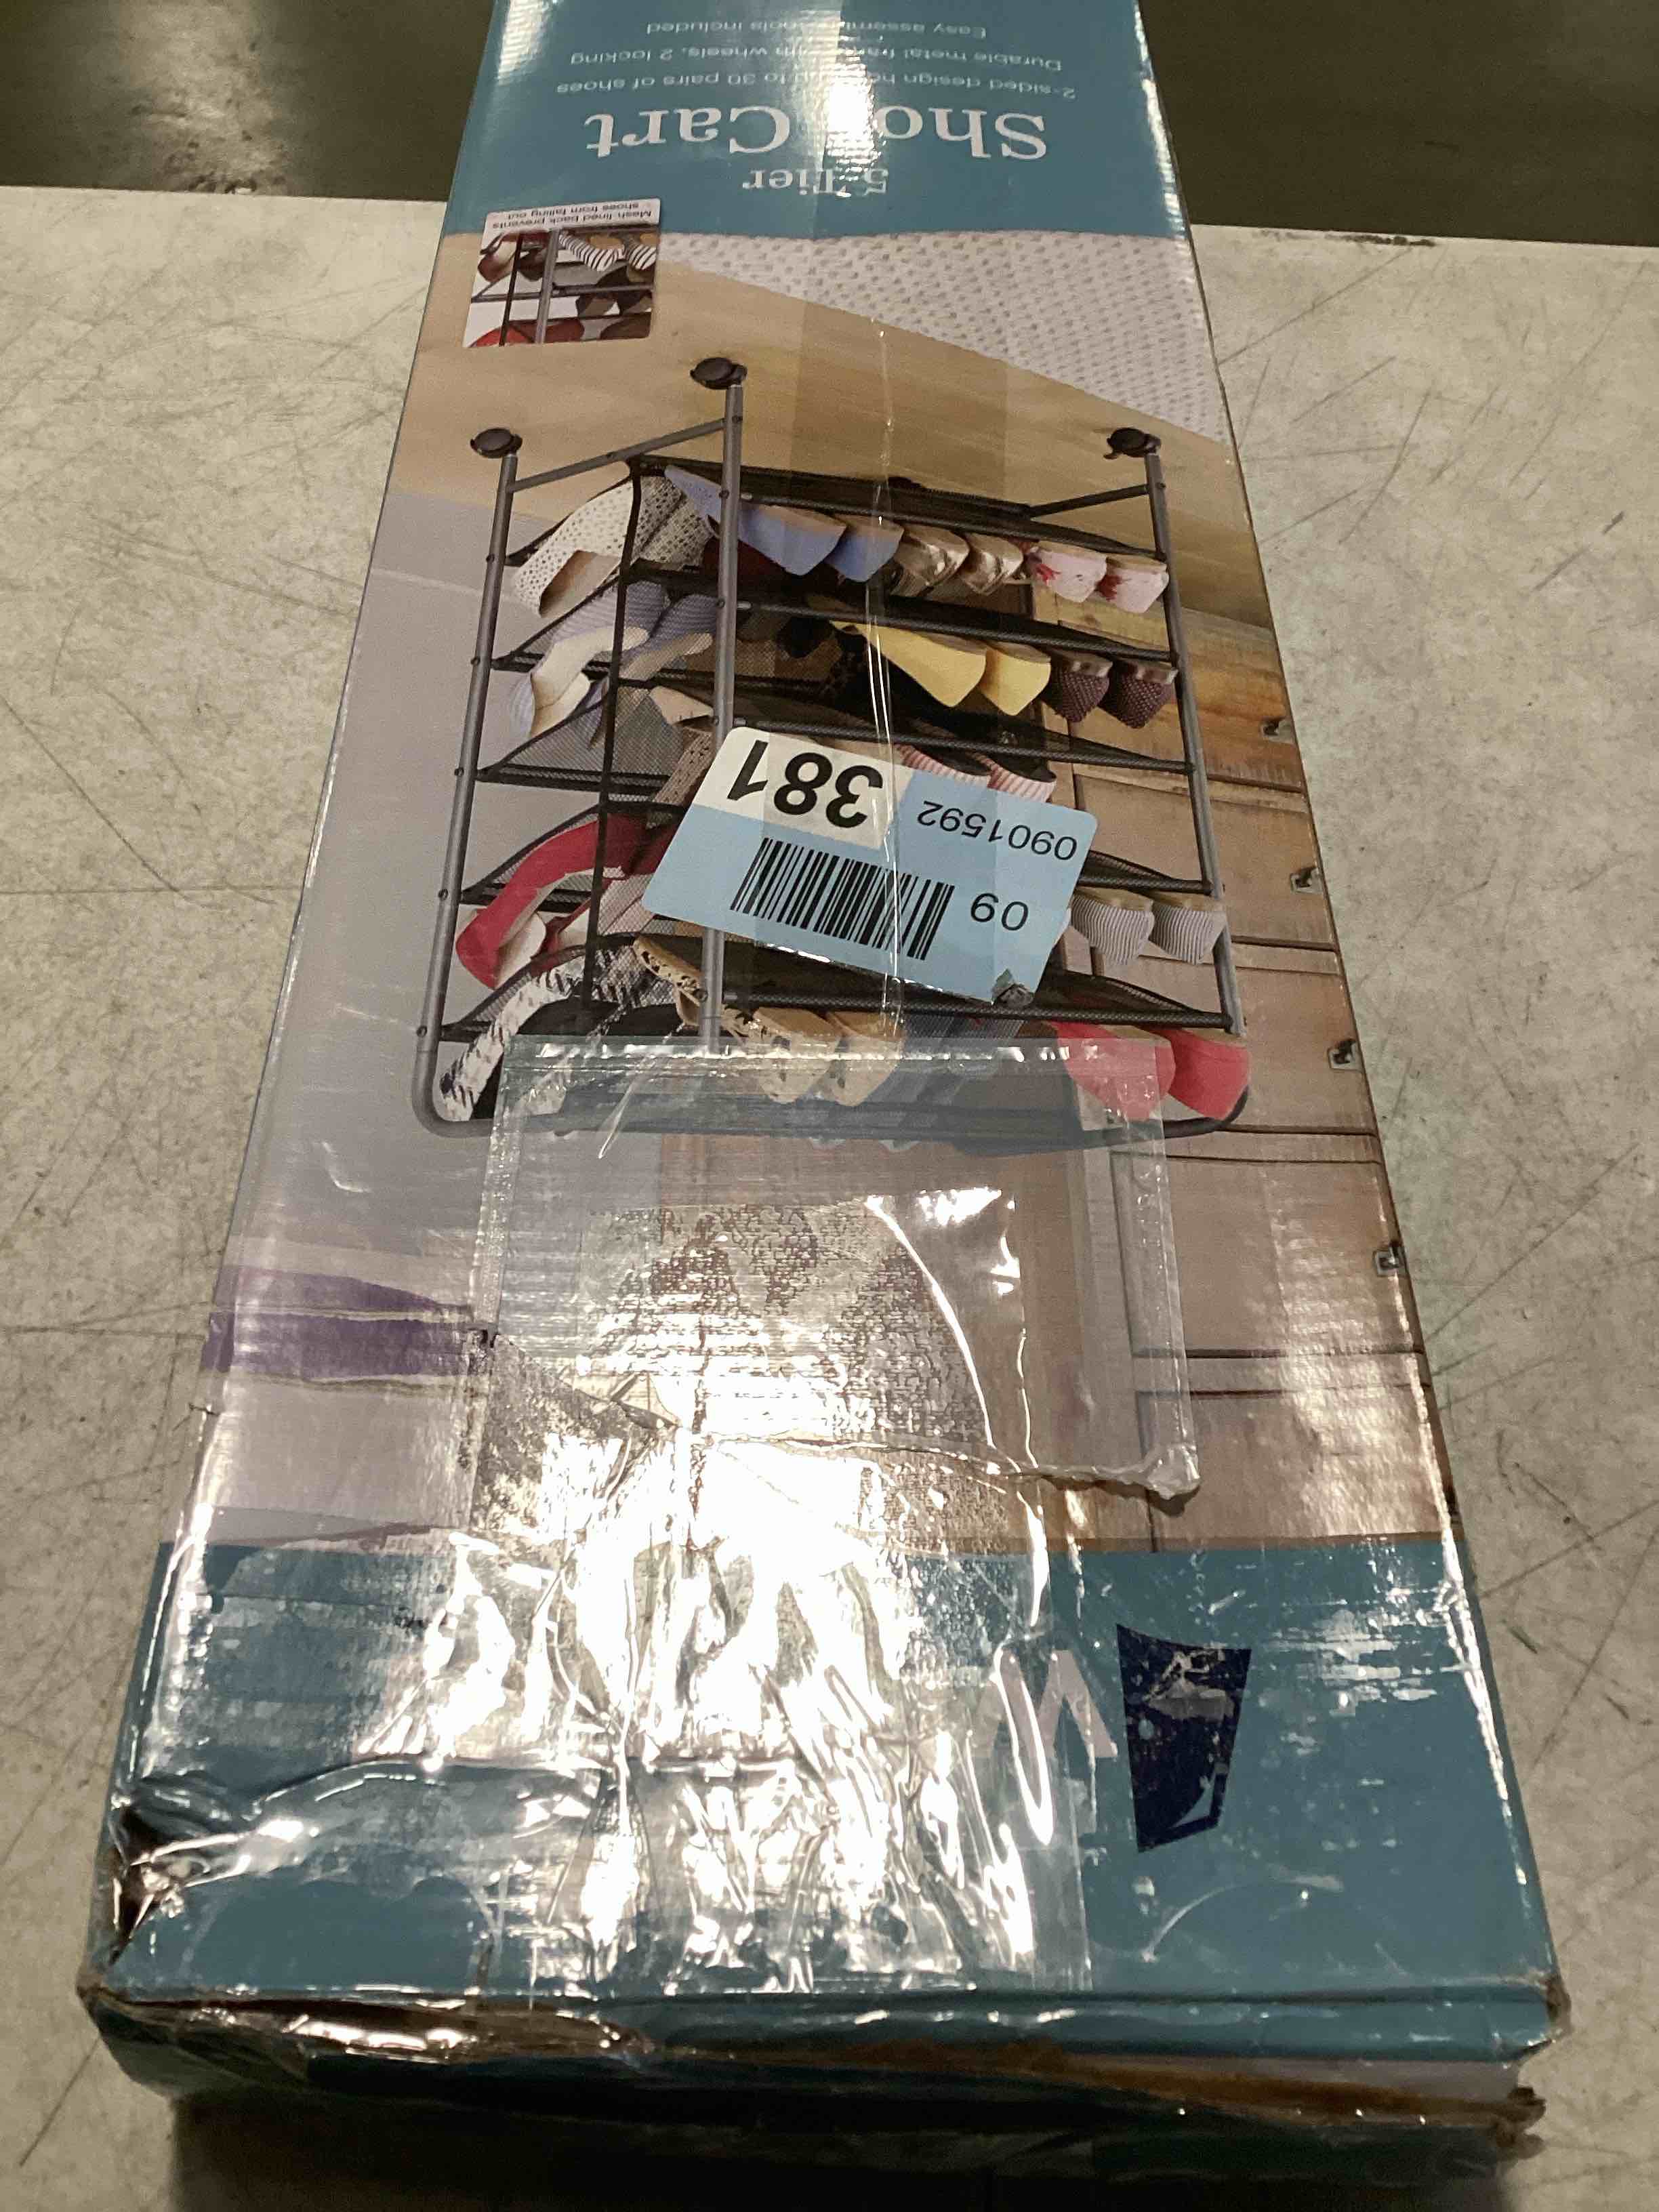 W
09
0901592
381
Mesh lined back prevents
shoes from falling out
5-Tier
Shoe Cart
2-sided design holds up to 30 pairs of shoes
Durable metal frame with wheels, 2 locking
Easy assembly tools included